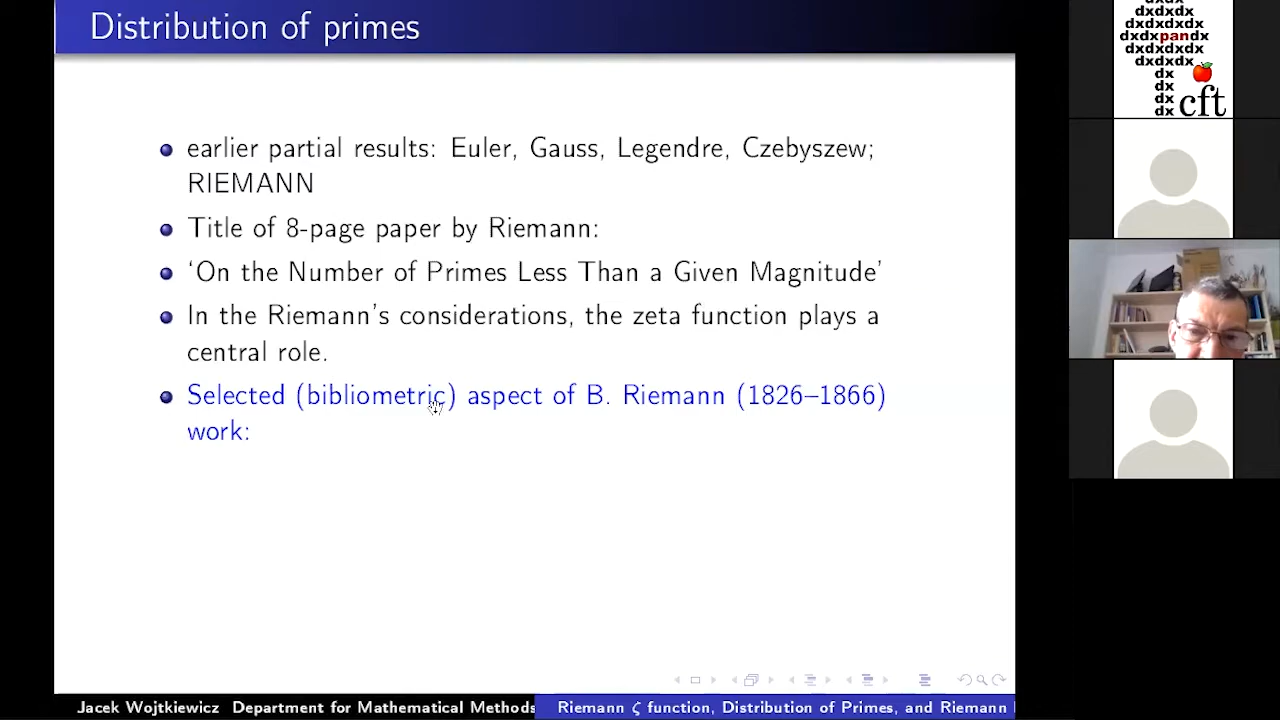 Distribution of primes
earlier partial results: Euler, Gauss, Legendre, Czebyszew;
RIEMANN
Title of 8-page paper by Riemann:
‘On the Number of Primes Less Than a Given Magnitude’
In the Riemann's considerations, the zeta function plays a
central role.
Selected (bibliometric) aspect of B. Riemann (1826–1866)
work:
Jacek Wojtkiewicz Department for Mathematical Methods
Riemann ζ function, Distribution of Primes, and Riemann
dxdxdx
dxdxdxdx
dxdxpandx
dxdxdxdx
dxdxdx
dx
dx
dx
dx cft